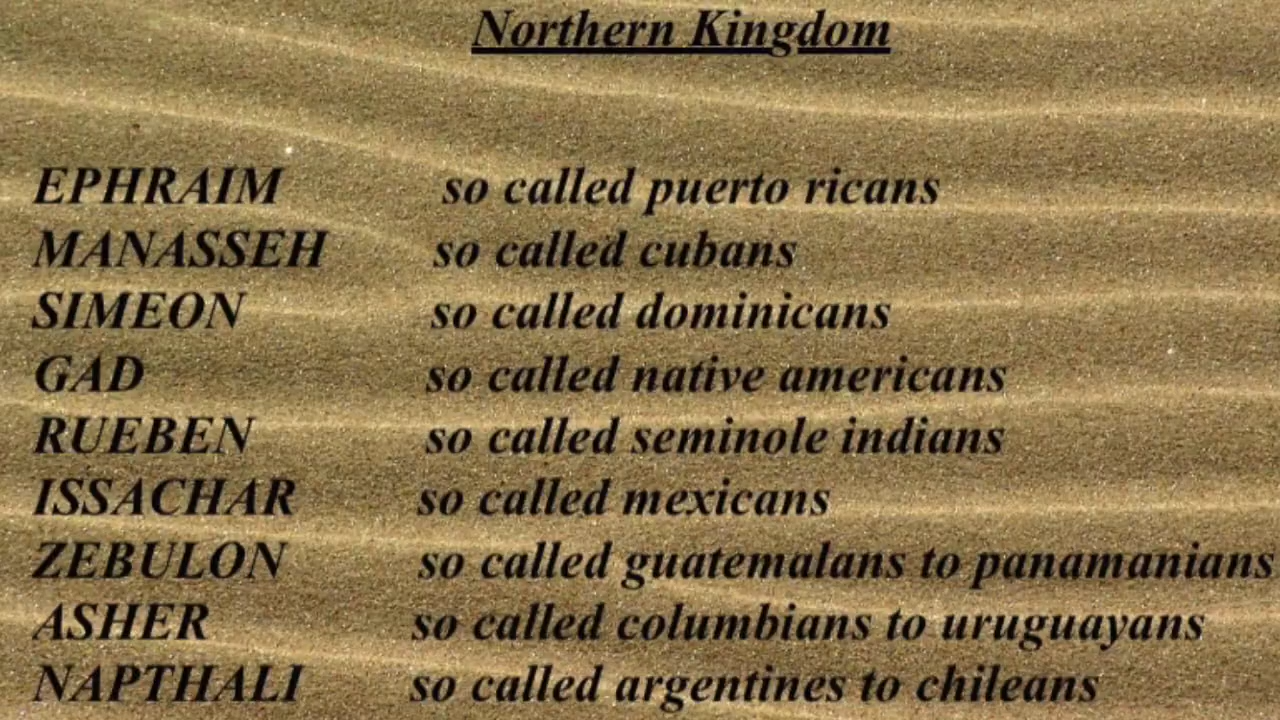 Northern Kingdom
EPHRAIM so called puerto ricans
MANASSEH so called cubans
SIMEON so called dominicans
GAD so called native americans
RUEBEN so called seminole indians
ISSACHAR so called mexicans
ZEBULON so called guatemalans to panamanians
ASHER so called columbians to uruguayans
NAPTHALI so called argentines to chileans